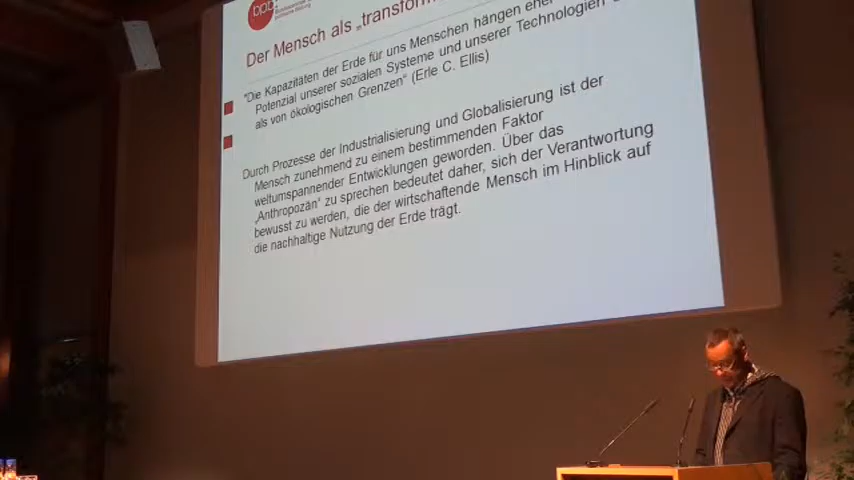 bpb
Der Mensch als „transform
"Die Kapazitäten der Erde für uns Menschen hängen eher
Potenzial unserer sozialen Systeme und unserer Technologien
als von ökologischen Grenzen" (Erle C. Ellis)
Durch Prozesse der Industrialisierung und Globalisierung ist der
Mensch zunehmend zu einem bestimmenden Faktor
weltumspannender Entwicklungen geworden. Über das
„Anthropozän" zu sprechen bedeutet daher, sich der Verantwortung
bewusst zu werden, die der wirtschaftende Mensch im Hinblick auf
die nachhaltige Nutzung der Erde trägt.